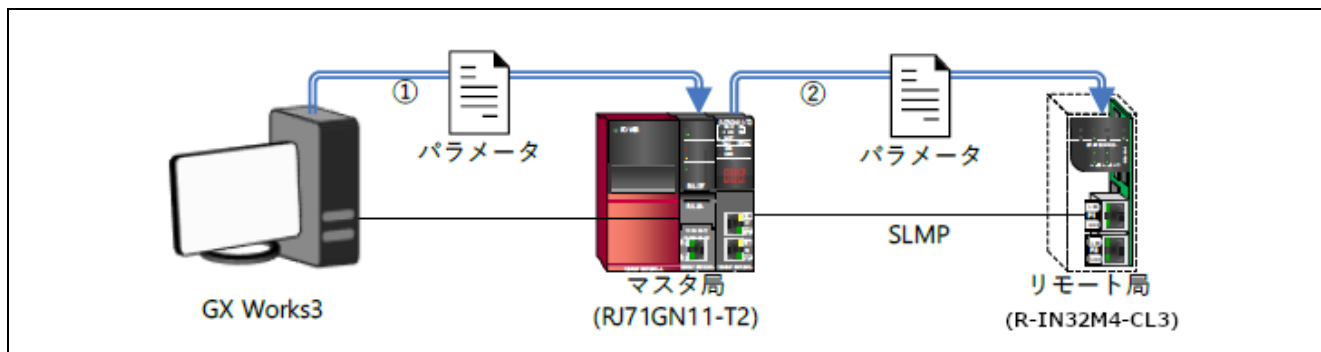 ①
パラメータ
②
パラメータ
SLMP
GX Works3
マスタ局
(RJ71GN11-T2)
リモート局
(R-IN32M4-CL3)